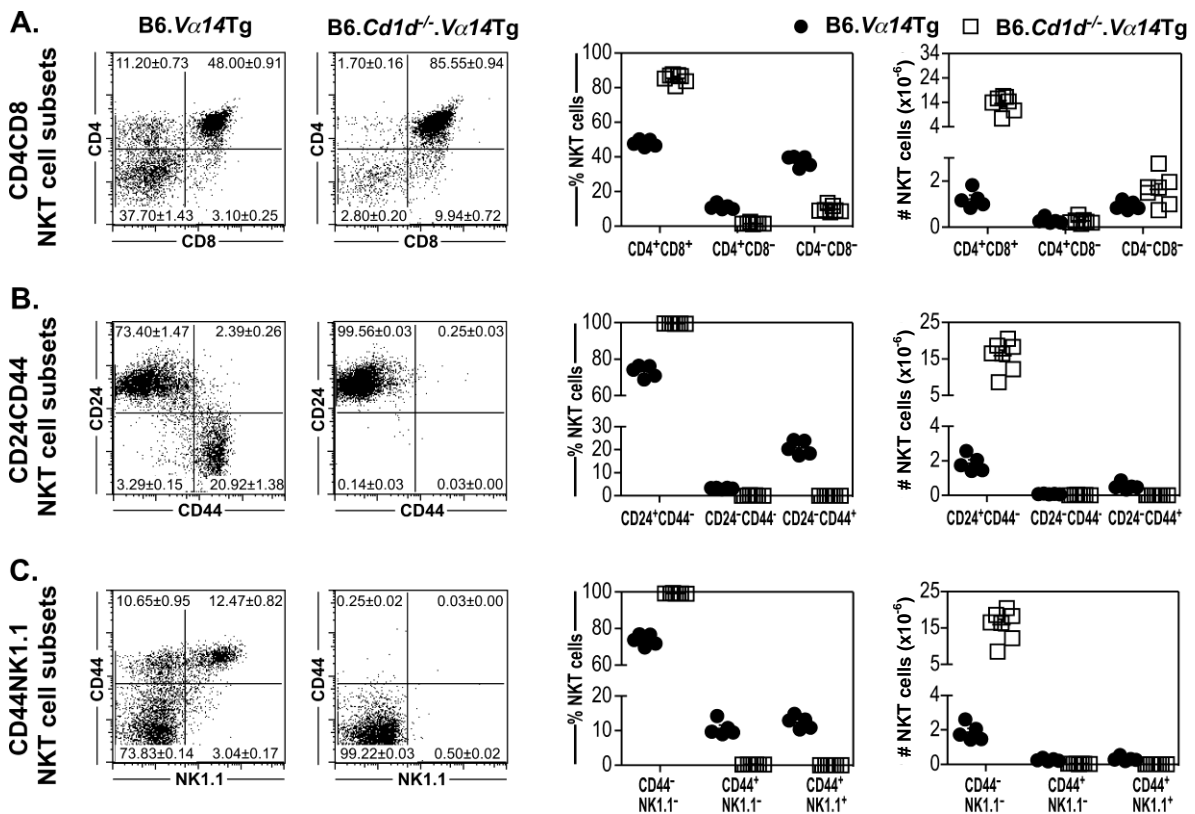 A.
B6.Vα14Tg
B6.Cd1d-/-.Vα14Tg
● B6.Vα14Tg □ B6.Cd1d-/-.Vα14Tg
CD4CD8
NKT cell subsets
11.20±0.73 48.00±0.91
37.70±1.43 3.10±0.25
CD4
CD8
1.70±0.16 85.55±0.94
2.80±0.20 9.94±0.72
CD4
CD8
% NKT cells
100
80
60
40
20
0
CD4+CD8+ CD4+CD8- CD4-CD8-
# NKT cells (x10-6)
34
24
14
4
2
0
CD4+CD8+ CD4+CD8- CD4-CD8-
B.
CD24CD44
NKT cell subsets
73.40±1.47 2.39±0.26
3.29±0.15 20.92±1.38
CD24
CD44
99.56±0.03 0.25±0.03
0.14±0.03 0.03±0.00
CD24
CD44
% NKT cells
100
80
60
30
20
10
0
CD24+CD44- CD24-CD44- CD24-CD44+
# NKT cells (x10-6)
25
15
5
4
2
0
CD24+CD44- CD24-CD44- CD24-CD44+
C.
CD44NK1.1
NKT cell subsets
10.65±0.95 12.47±0.82
73.83±0.14 3.04±0.17
CD44
NK1.1
0.25±0.02 0.03±0.00
99.22±0.03 0.50±0.02
CD44
NK1.1
% NKT cells
100
80
60
20
10
0
CD44- CD44+ CD44+
NK1.1- NK1.1- NK1.1+
# NKT cells (x10-6)
25
15
5
4
2
0
CD44- CD44+ CD44+
NK1.1- NK1.1- NK1.1+